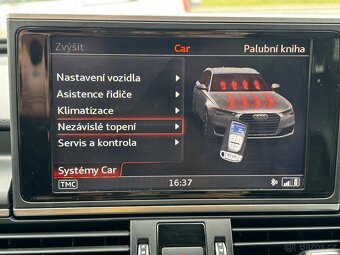 Zvýšit
Car
Palubní kniha
Nastavení vozidla
Asistence řidiče
Klimatizace
Nezávislé topení
Servis a kontrola
Systémy Car
TMC
16:37